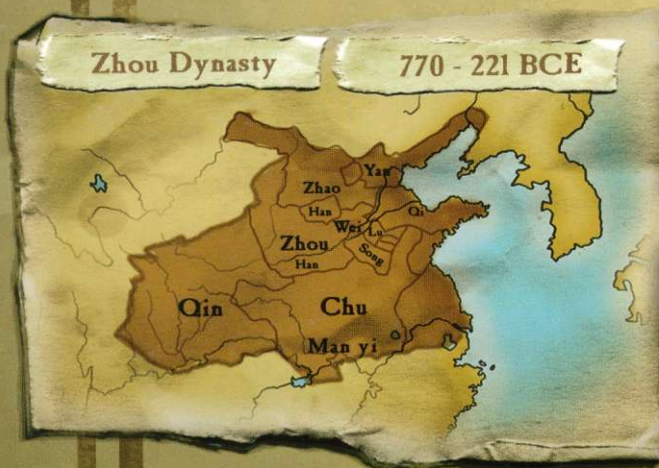 Zhou Dynasty
770 - 221 BCE
Yan
Zhao
Han
Qi
Wei
Lu
Zhou
Song
Han
Qin
Chu
Man yi